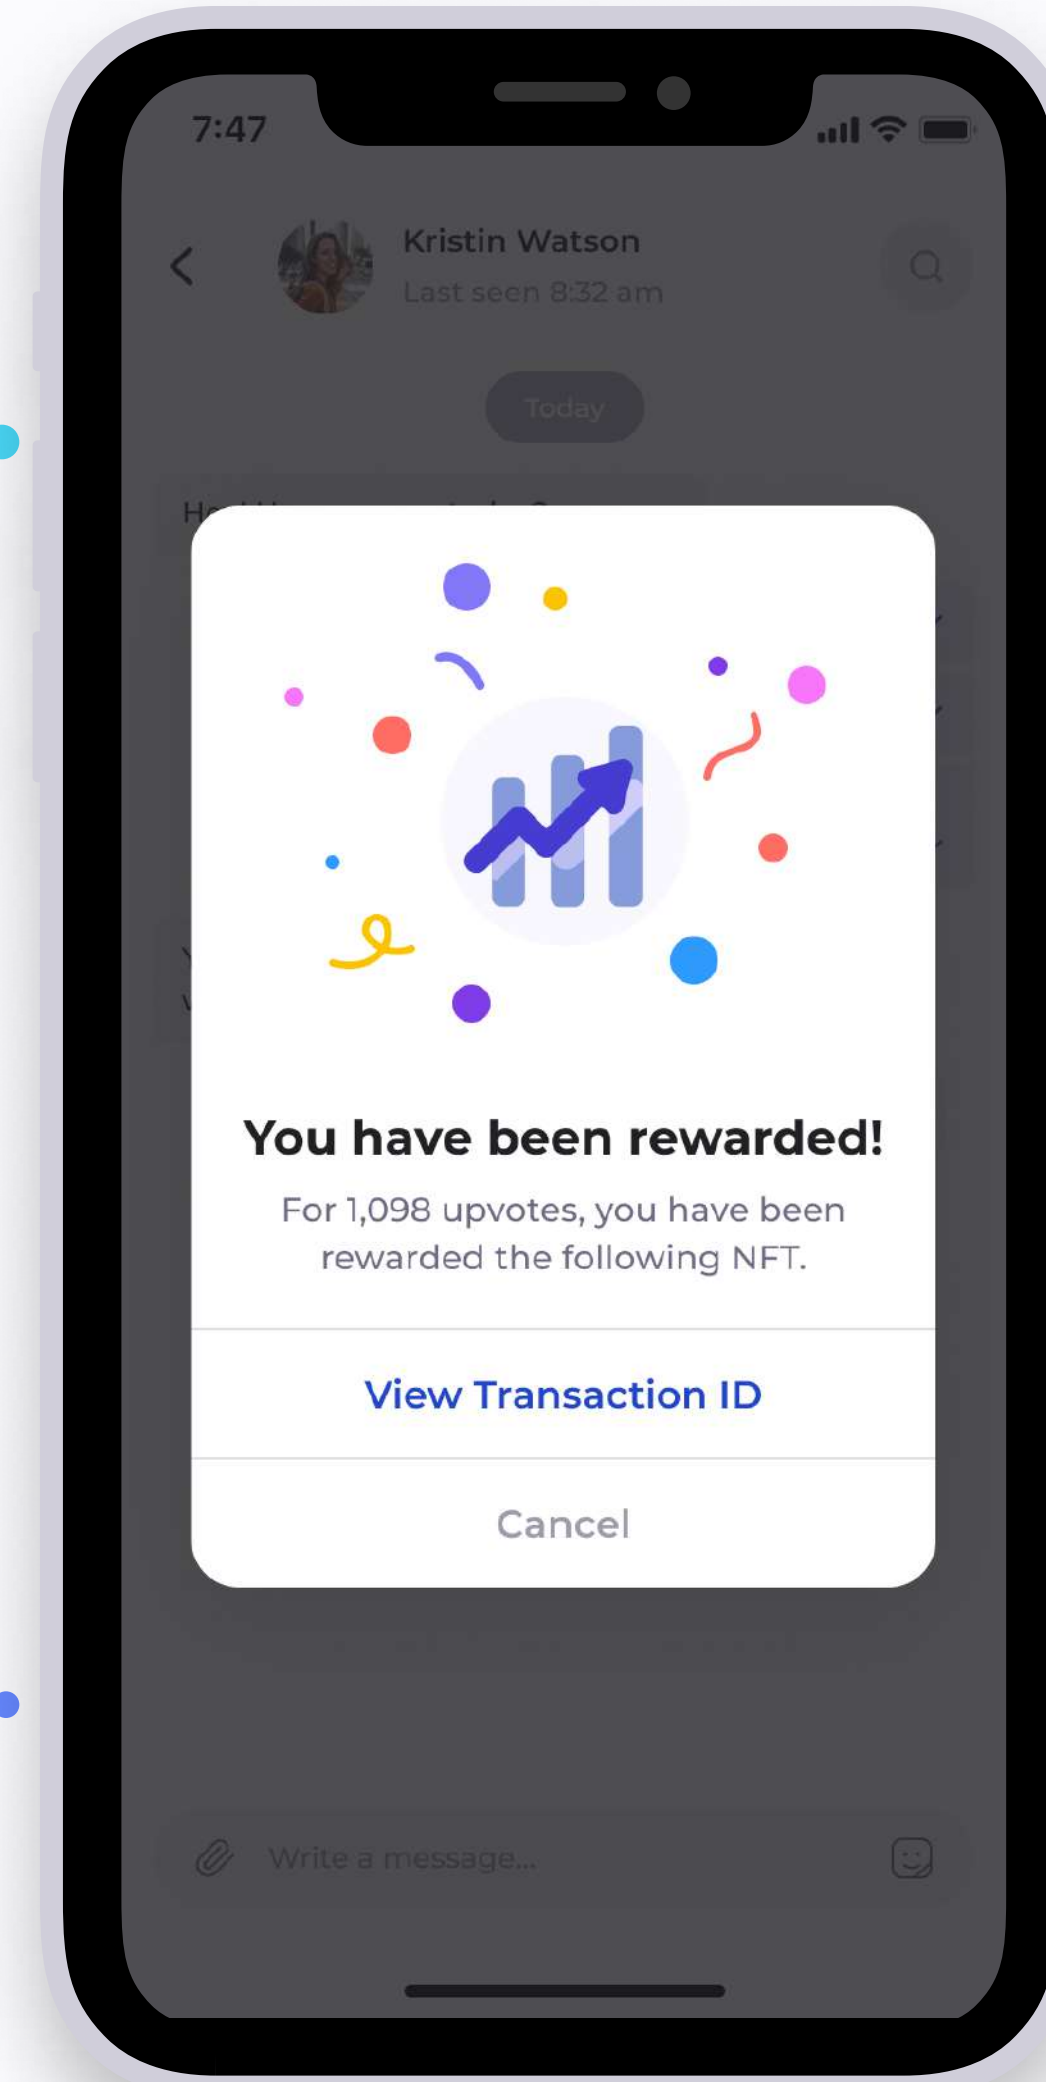 7:47
Kristin Watson
Last seen 8:32 am
Today
You have been rewarded!
For 1,098 upvotes, you have been
rewarded the following NFT.
View Transaction ID
Cancel
Write a message...